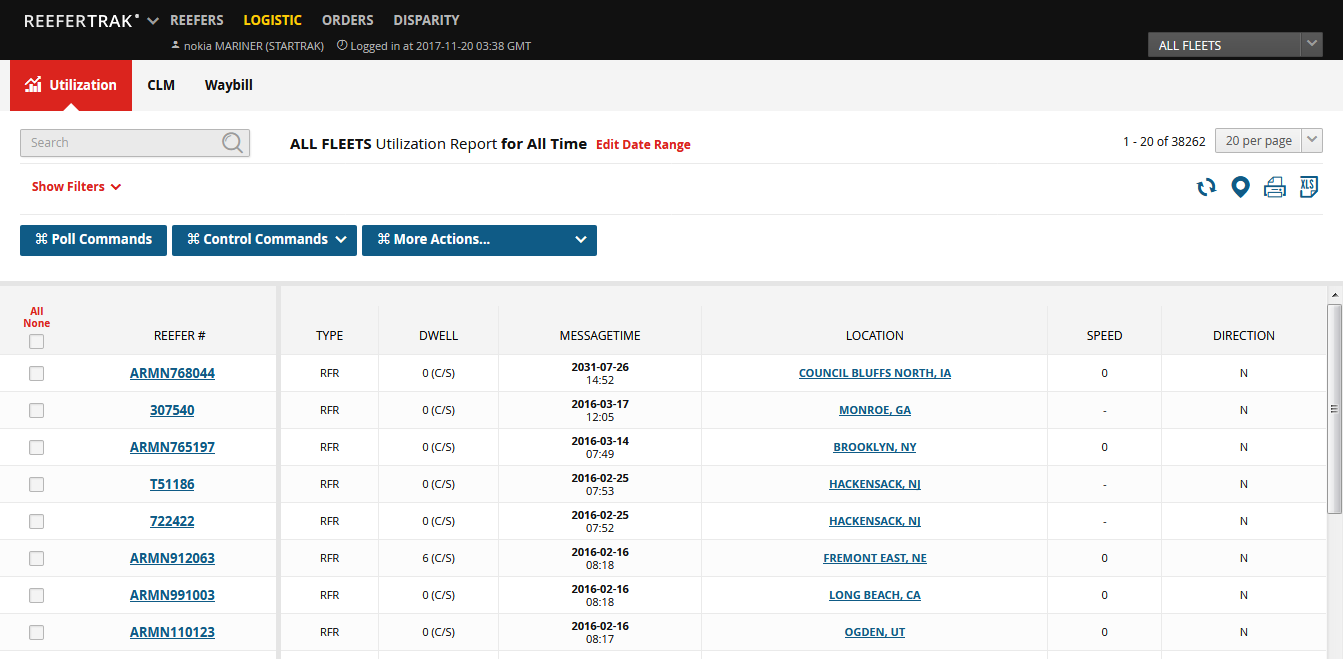 REEFERTRAK REEFERS LOGISTIC ORDERS DISPARITY
nokia MARINER (STARTRAK) Logged in at 2017-11-20 03:38 GMT
ALL FLEETS
Utilization CLM Waybill
Search ALL FLEETS Utilization Report for All Time Edit Date Range 1 - 20 of 38262 20 per page
Show Filters XLS
⌘ Poll Commands ⌘ Control Commands ⌘ More Actions...
All
None
REEFER # TYPE DWELL MESSAGETIME LOCATION SPEED DIRECTION
ARMN768044 RFR 0 (C/S) 2031-07-26 14:52 COUNCIL BLUFFS NORTH, IA 0 N
307540 RFR 0 (C/S) 2016-03-17 12:05 MONROE, GA - N
ARMN765197 RFR 0 (C/S) 2016-03-14 07:49 BROOKLYN, NY 0 N
T51186 RFR 0 (C/S) 2016-02-25 07:53 HACKENSACK, NJ - N
722422 RFR 0 (C/S) 2016-02-25 07:52 HACKENSACK, NJ - N
ARMN912063 RFR 6 (C/S) 2016-02-16 08:18 FREMONT EAST, NE 0 N
ARMN991003 RFR 0 (C/S) 2016-02-16 08:18 LONG BEACH, CA 0 N
ARMN110123 RFR 0 (C/S) 2016-02-16 08:17 OGDEN, UT 0 N